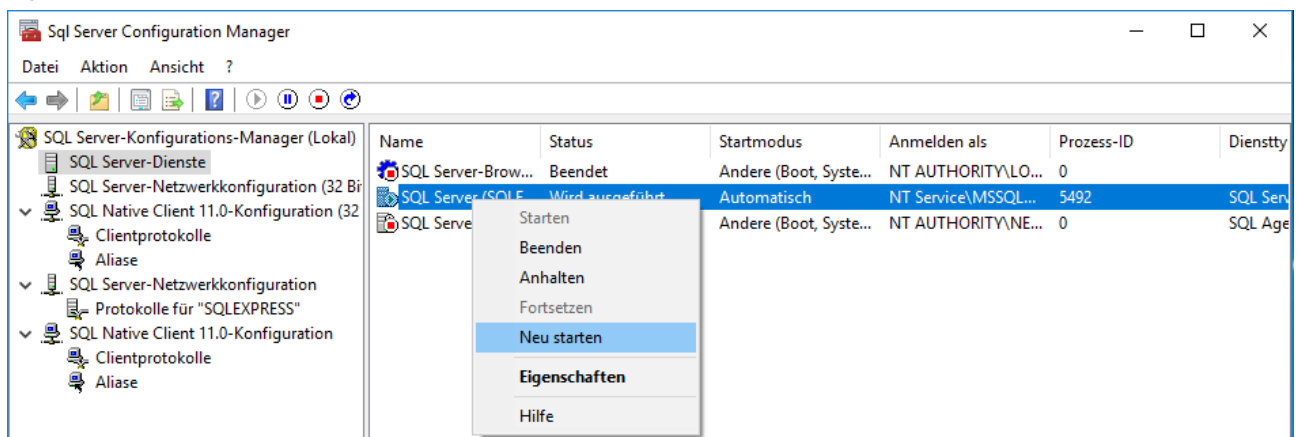 Sql Server Configuration Manager
Datei Aktion Ansicht ?
SQL Server-Konfigurations-Manager (Lokal)
SQL Server-Dienste
SQL Server-Netzwerkkonfiguration (32 Bi
SQL Native Client 11.0-Konfiguration (32
Clientprotokolle
Aliase
SQL Server-Netzwerkkonfiguration
Protokolle für "SQLEXPRESS"
SQL Native Client 11.0-Konfiguration
Clientprotokolle
Aliase
Name Status Startmodus Anmelden als Prozess-ID Dienstty
SQL Server-Brow... Beendet Andere (Boot, Syste... NT AUTHORITY\LO... 0
SQL Server (SQLE Wird ausgeführt Automatisch NT Service\MSSQL... 5492 SQL Serv
SQL Serve Andere (Boot, Syste... NT AUTHORITY\NE... 0 SQL Age
Starten
Beenden
Anhalten
Fortsetzen
Neu starten
Eigenschaften
Hilfe